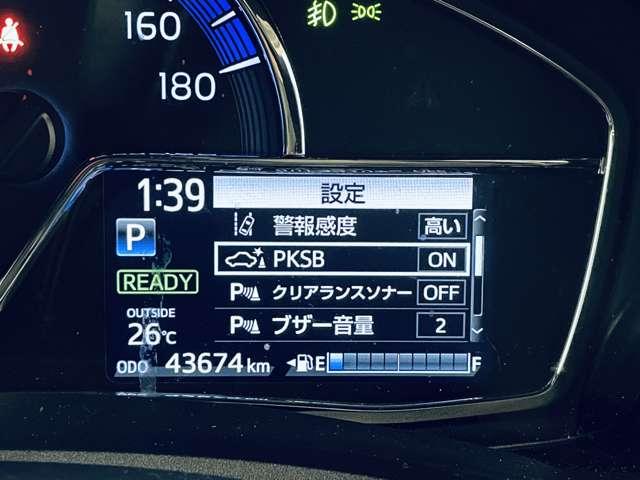 160
180
1:39
設定
警報感度 高い
P
PKSB ON
READY
P クリアランスソナー OFF
OUTSIDE
26℃
P ブザー音量 2
ODO 43674 km
E F